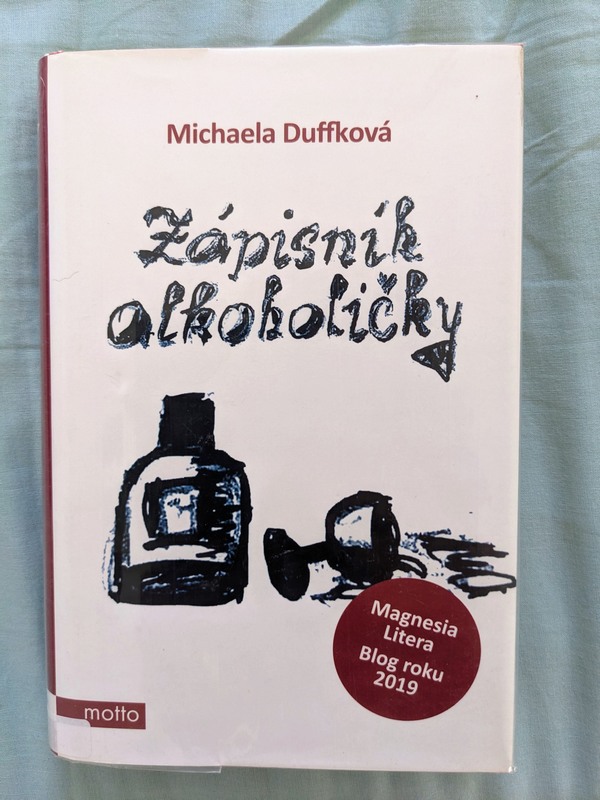 Michaela Duffková
Zápisník
alkoholičky
Magnesia
Litera
Blog roku
2019
motto